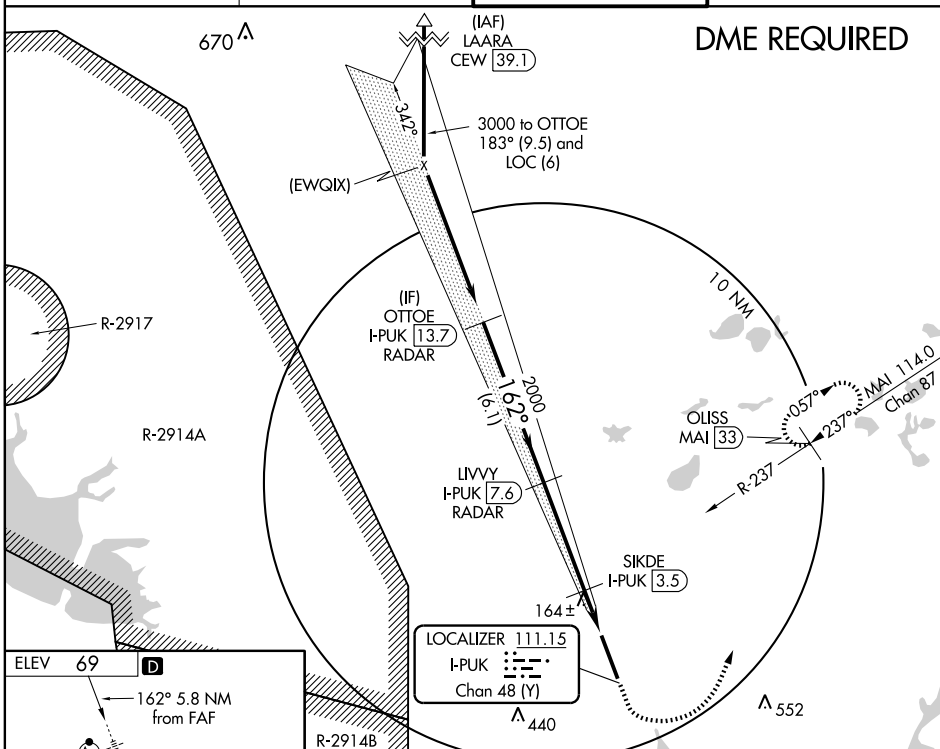 670
(IAF)
LAARA
CEW 39.1
DME REQUIRED
342°
3000 to OTTOE
183° (9.5) and
LOC (6)
X
(EWQIX)
10 NM
R-2917
(IF)
OTTOE
I-PUK 13.7
RADAR
2000
162°
(6.1)
MAI 114.0
Chan 87
057°
237°
OLISS
MAI 33
R-237
R-2914A
LIVVY
I-PUK 7.6
RADAR
SIKDE
I-PUK 3.5
164 ±
LOCALIZER 111.15
I-PUK
Chan 48 (Y)
440
552
ELEV 69
D
162° 5.8 NM
from FAF
R-2914B